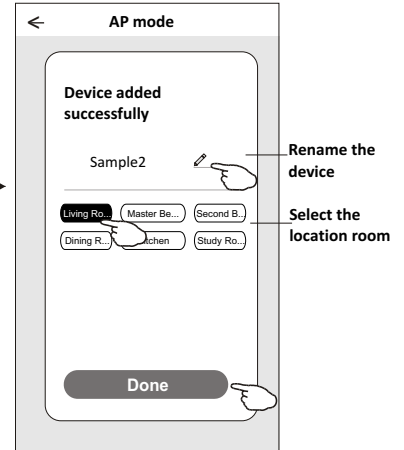 AP mode
Device added
successfully
Sample2
Rename the
device
Living Ro...
Master Be...
Second B...
Select the
location room
Dining R...
tchen
Study Ro...
Done